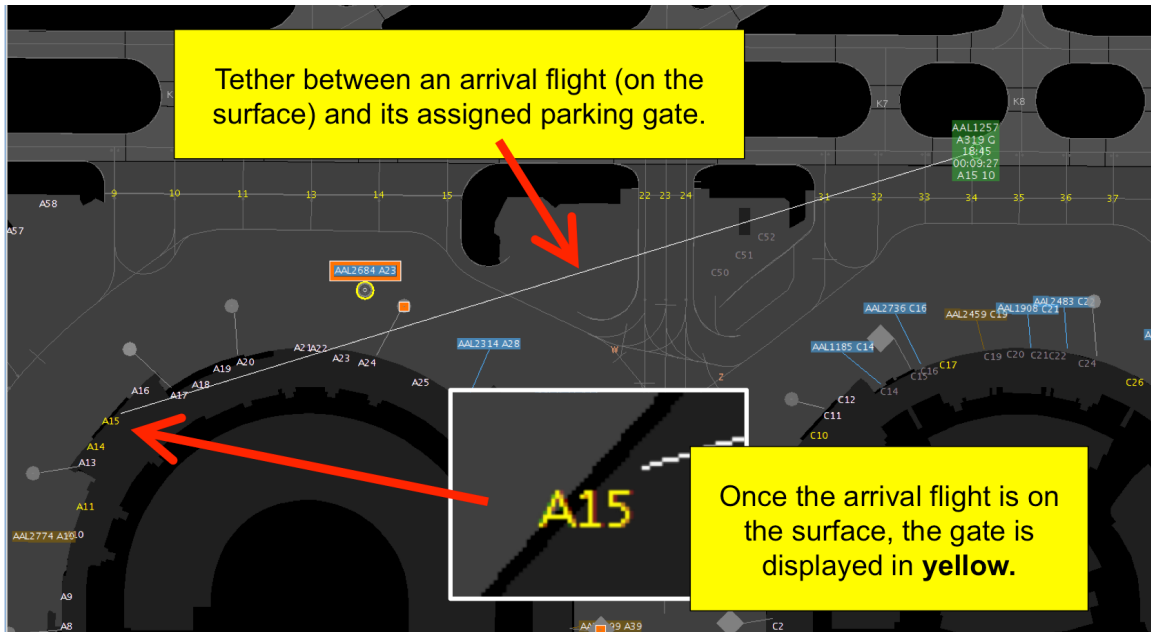 Tether between an arrival flight (on the
surface) and its assigned parking gate.
K7
K8
AAL1257
A319 G
18:45
00:09:27
A15 10
9
10
11
12
13
14
15
22
23
24
31
32
33
34
35
36
37
A58
A57
C52
C51
C50
AAL2684 A23
AAL2736 C16
AAL2459 C19
AAL1908 C21
AAL2483
AAL2314 A28
AAL1185 C14
W
2
A21
A22
A23
A24
A25
A20
A19
A18
A17
A16
A15
A14
A13
A11
AAL2774
A9
A8
C19
C20
C21
C22
C24
C17
C16
C15
C14
C12
C11
C10
C26
A15
Once the arrival flight is on
the surface, the gate is
displayed in yellow.
A39
C2